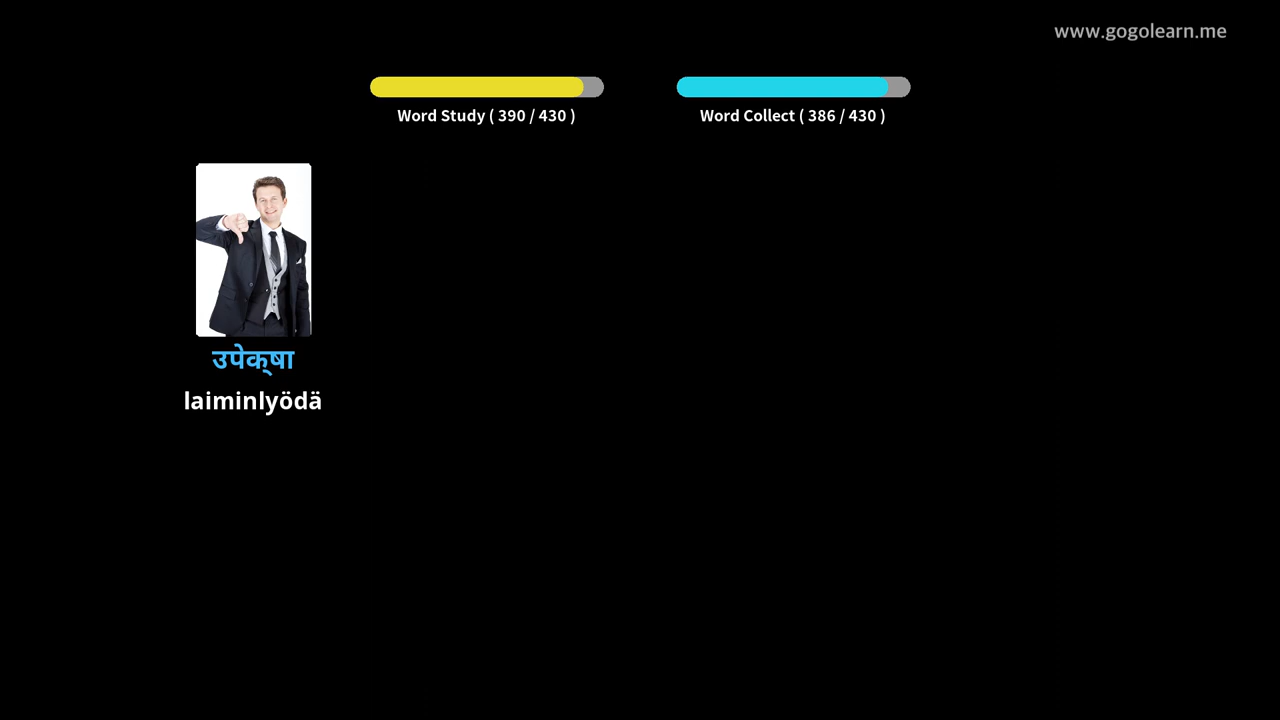 www.gogolearn.me
Word Study ( 390 / 430 )
Word Collect ( 386 / 430 )
उपेक्षा
laiminlyödä